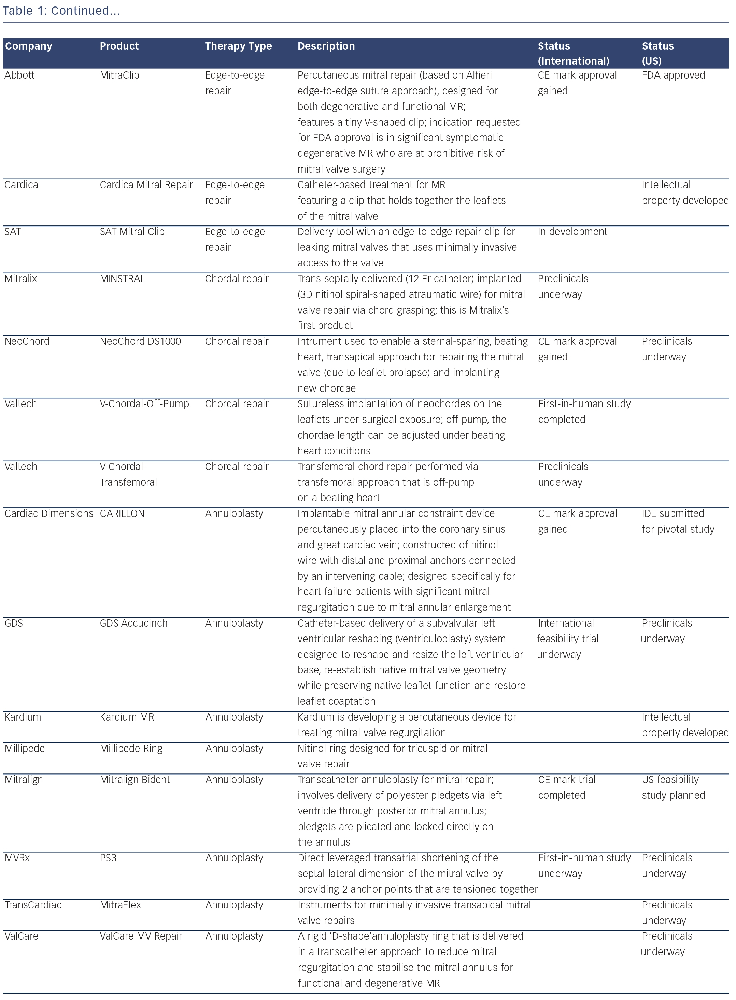 Table 1: Continued...
Company Product Therapy Type Description Status Status
(International) (US)
Abbott MitraClip Edge-to-edge Percutaneous mitral repair (based on Alfieri CE mark approval FDA approved
repair edge-to-edge suture approach), designed for gained
both degenerative and functional MR;
features a tiny V-shaped clip; indication requested
for FDA approval is in significant symptomatic
degenerative MR who are at prohibitive risk of
mitral valve surgery
Cardica Cardica Mitral Repair Edge-to-edge Catheter-based treatment for MR Intellectual
repair featuring a clip that holds together the leaflets property developed
of the mitral valve
SAT SAT Mitral Clip Edge-to-edge Delivery tool with an edge-to-edge repair clip for In development
repair leaking mitral valves that uses minimally invasive
access to the valve
Mitralix MINSTRAL Chordal repair Trans-septally delivered (12 Fr catheter) implanted Preclinicals
(3D nitinol spiral-shaped atraumatic wire) for mitral underway
valve repair via chord grasping; this is Mitralix’s
first product
NeoChord NeoChord DS1000 Chordal repair Intrument used to enable a sternal-sparing, beating CE mark approval Preclinicals
heart, transapical approach for repairing the mitral gained underway
valve (due to leaflet prolapse) and implanting
new chordae
Valtech V-Chordal-Off-Pump Chordal repair Sutureless implantation of neochordes on the First-in-human study
leaflets under surgical exposure; off-pump, the completed
chordae length can be adjusted under beating
heart conditions
Valtech V-Chordal- Chordal repair Transfemoral chord repair performed via Preclinicals
Transfemoral transfemoral approach that is off-pump underway
on a beating heart
Cardiac Dimensions CARILLON Annuloplasty Implantable mitral annular constraint device CE mark approval IDE submitted
percutaneously placed into the coronary sinus gained for pivotal study
and great cardiac vein; constructed of nitinol
wire with distal and proximal anchors connected
by an intervening cable; designed specifically for
heart failure patients with significant mitral
regurgitation due to mitral annular enlargement
GDS GDS Accucinch Annuloplasty Catheter-based delivery of a subvalvular left International Preclinicals
ventricular reshaping (ventriculoplasty) system feasibility trial underway
designed to reshape and resize the left ventricular underway
base, re-establish native mitral valve geometry
while preserving native leaflet function and restore
leaflet coaptation
Kardium Kardium MR Annuloplasty Kardium is developing a percutaneous device for Intellectual
treating mitral valve regurgitation property developed
Millipede Millipede Ring Annuloplasty Nitinol ring designed for tricuspid or mitral
valve repair
Mitralign Mitralign Bident Annuloplasty Transcatheter annuloplasty for mitral repair; CE mark trial US feasibility
involves delivery of polyester pledgets via left completed study planned
ventricle through posterior mitral annulus;
pledgets are plicated and locked directly on
the annulus
MVRx PS3 Annuloplasty Direct leveraged transatrial shortening of the First-in-human study Preclinicals
septal-lateral dimension of the mitral valve by underway underway
providing 2 anchor points that are tensioned together
TransCardiac MitraFlex Annuloplasty Instruments for minimally invasive transapical mitral Preclinicals
valve repairs underway
ValCare ValCare MV Repair Annuloplasty A rigid ‘D-shape’annuloplasty ring that is delivered Preclinicals
in a transcatheter approach to reduce mitral underway
regurgitation and stabilise the mitral annulus for
functional and degenerative MR